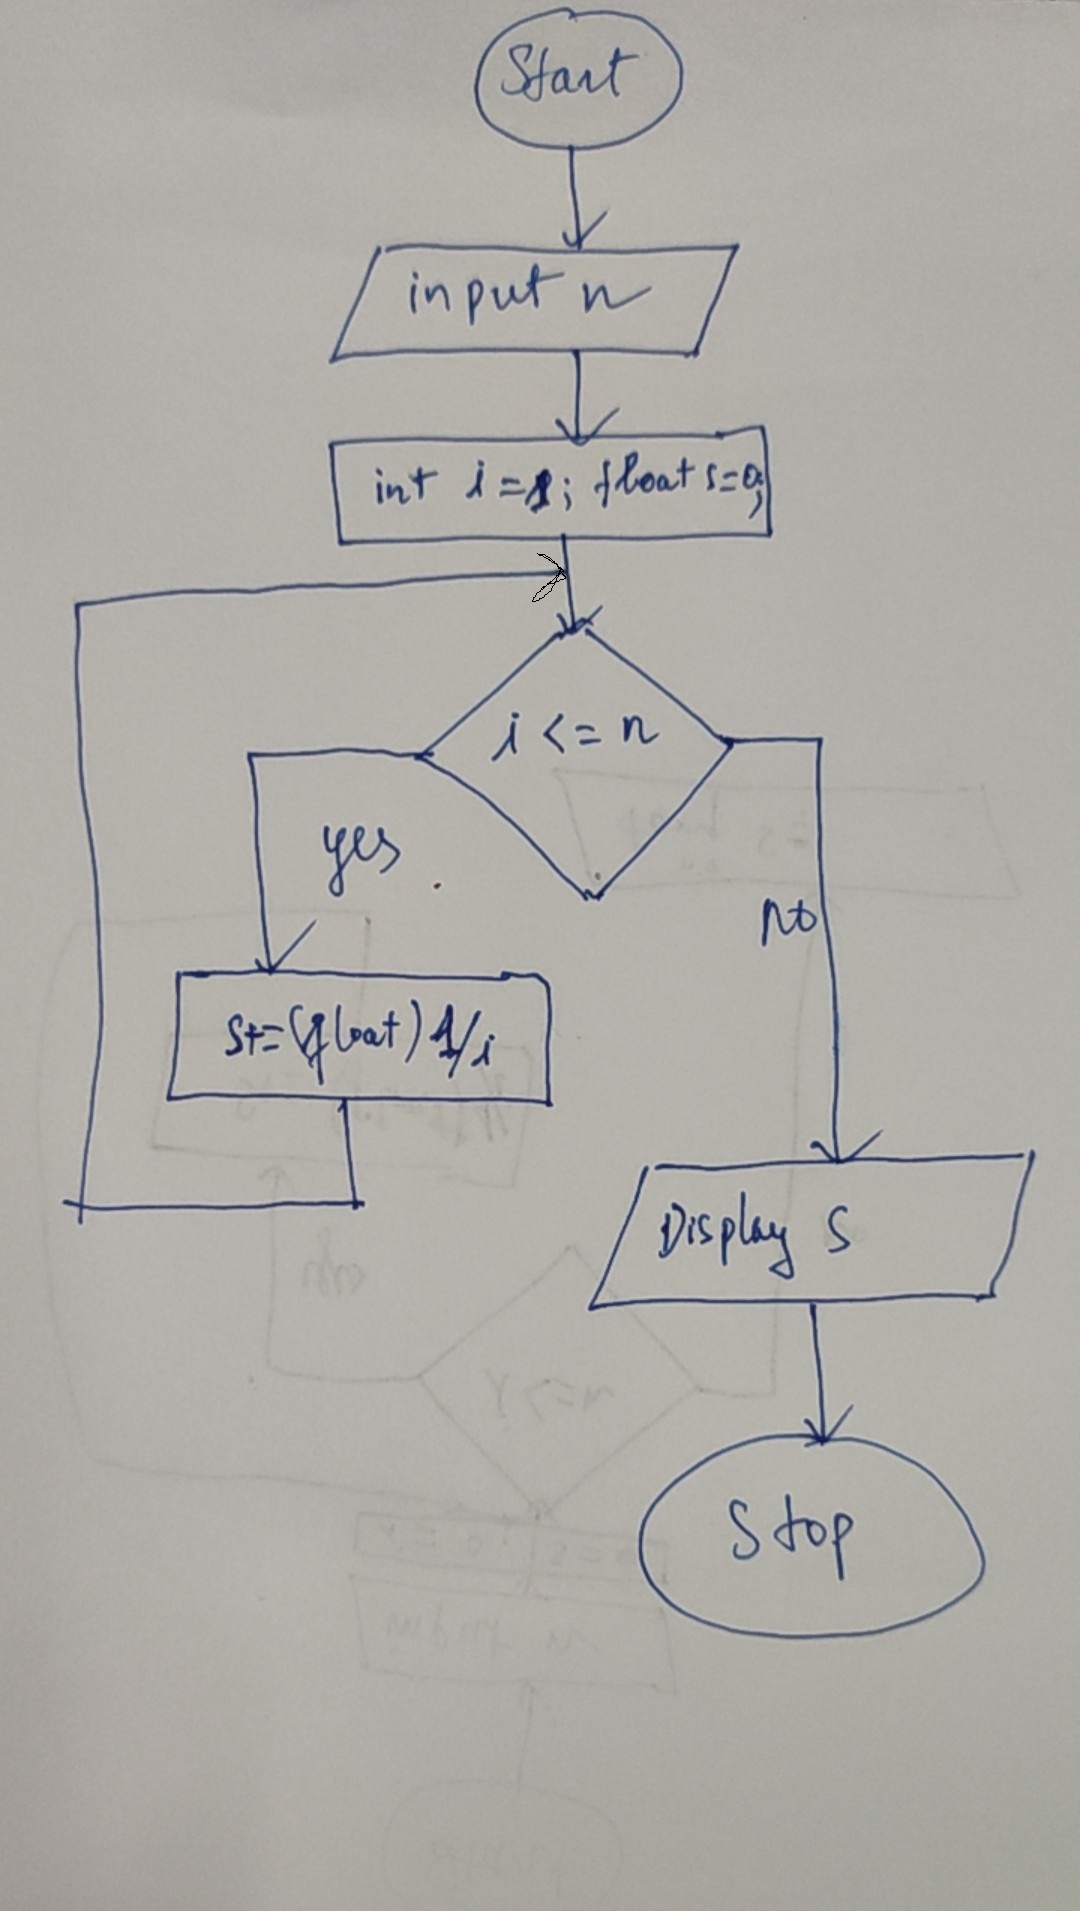 Start
input n
int i=1; float s=0;
i <= n
yes
no
S+=(float) 1/i
Display S
Stop